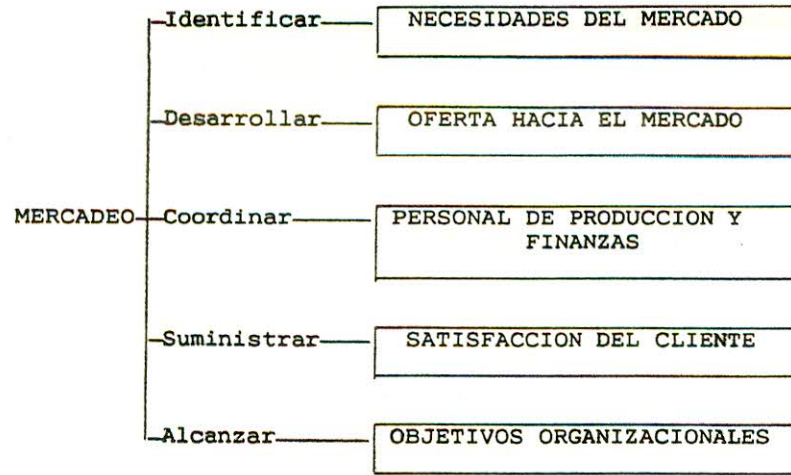 Identificar NECESIDADES DEL MERCADO
Desarrollar OFERTA HACIA EL MERCADO
MERCADEO Coordinar PERSONAL DE PRODUCCION Y
FINANZAS
Suministrar SATISFACCION DEL CLIENTE
Alcanzar OBJETIVOS ORGANIZACIONALES